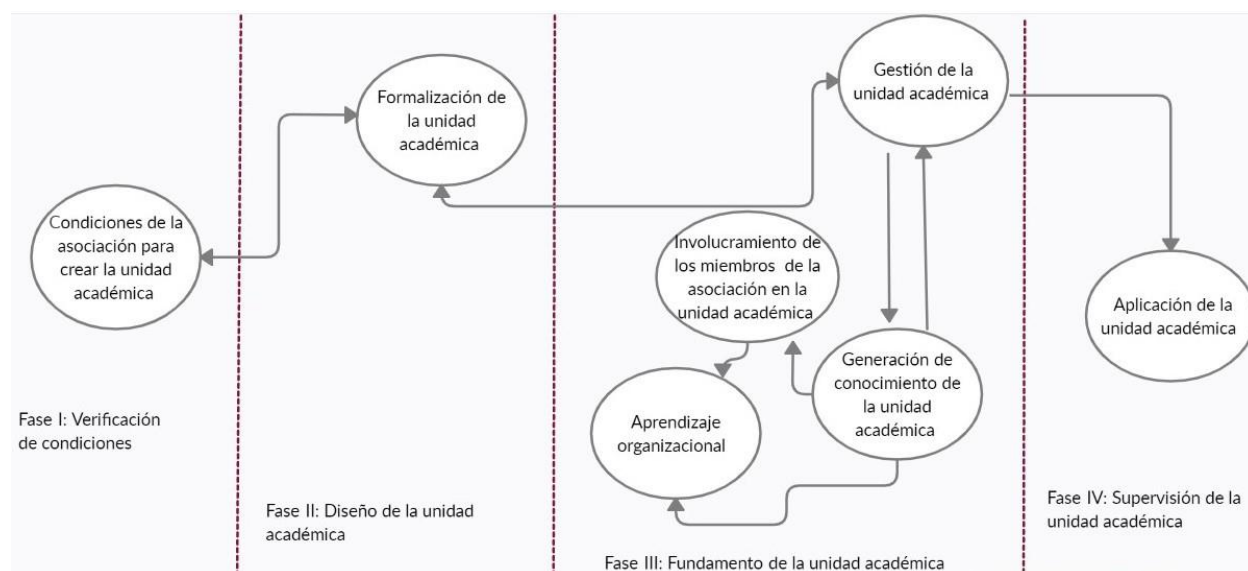 Condiciones de la
asociación para
crear la unidad
académica
Fase I: Verificación
de condiciones
Formalización de
la unidad
académica
Fase II: Diseño de la unidad
académica
Gestión de la
unidad académica
Involucramiento de
los miembros de la
asociación en la
unidad académica
Generación de
conocimiento de
la unidad
académica
Aprendizaje
organizacional
Fase III: Fundamento de la unidad académica
Aplicación de la
unidad académica
Fase IV: Supervisión de la
unidad académica